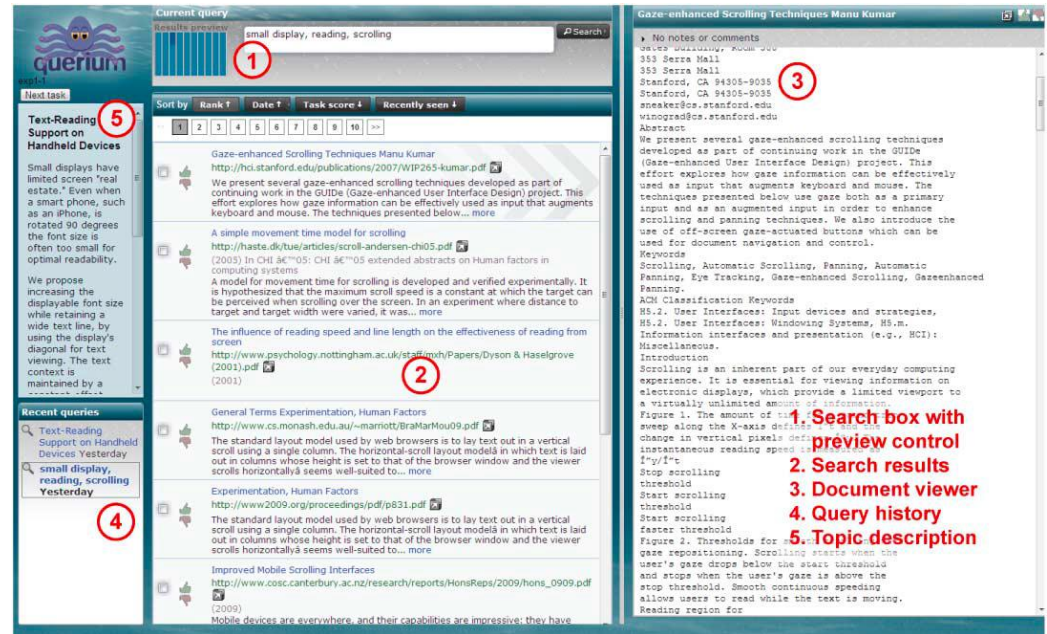 querium
exp1-1
Next task
5
Text-Reading
Support on
Handheld Devices
Small displays have
limited screen "real
estate." Even when
a smart phone, such
as an iPhone, is
rotated 90 degrees
the font size is
often too small for
optimal readability.
We propose
increasing the
displayable font size
while retaining a
wide text line, by
using the display's
diagonal for text
viewing. The text
context is
maintained by a
Recent queries
Text-Reading
Support on Handheld
Devices Yesterday
small display,
reading, scrolling
Yesterday
4
Current query
Results preview
small display, reading, scrolling
Search
1
Sort by Rank ↑ Date ↑ Task score ↓ Recently seen ↓
1 2 3 4 5 6 7 8 9 10 >>
Gaze-enhanced Scrolling Techniques Manu Kumar
http://hci.stanford.edu/publications/2007/WIP265-kumar.pdf
We present several gaze-enhanced scrolling techniques developed as part of
continuing work in the GUIDe (Gaze-enhanced User Interface Design) project. This
effort explores how gaze information can be effectively used as input that augments
keyboard and mouse. The techniques presented below... more
A simple movement time model for scrolling
http://haste.dk/tue/articles/scroll-andersen-chi05.pdf
(2005) In CHI â€™05: CHI â€™05 extended abstracts on Human factors in
computing systems
A model for movement time for scrolling is developed and verified experimentally. It
is hypothesized that the maximum scroll speed is a constant at which the target can
be perceived when scrolling over the screen. In an experiment where distance to
target and target width were varied, it was... more
The influence of reading speed and line length on the effectiveness of reading from
screen
http://www.psychology.nottingham.ac.uk/staff/mxh/Papers/Dyson & Haselgrove
(2001).pdf
(2001)
2
General Terms Experimentation, Human Factors
http://www.cs.monash.edu.au/~marriott/BraMarMou09.pdf
The standard layout model used by web browsers is to lay text out in a vertical
scroll using a single column. The horizontal-scroll layout modelâ in which text is laid
out in columns whose height is set to that of the browser window and the viewer
scrolls horizontallyâ seems well-suited to... more
Experimentation, Human Factors
http://www2009.org/proceedings/pdf/p831.pdf
The standard layout model used by web browsers is to lay text out in a vertical
scroll using a single column. The horizontal-scroll layout modelâ in which text is laid
out in columns whose height is set to that of the browser window and the viewer
scrolls horizontallyâ seems well-suited to... more
Improved Mobile Scrolling Interfaces
http://www.cosc.canterbury.ac.nz/research/reports/HonsReps/2009/hons_0909.pdf
(2009)
Mobile devices are everywhere, and their capabilities are impressive: they have
Gaze-enhanced Scrolling Techniques Manu Kumar
No notes or comments
Gates Building, Room 
353 Serra Mall
353 Serra Mall
Stanford, CA 94305-9035
Stanford, CA 94305-9035
3
sneaker@cs.stanford.edu
winograd@cs.stanford.edu
Abstract
We present several gaze-enhanced scrolling techniques
developed as part of continuing work in the GUIDe
(Gaze-enhanced User Interface Design) project. This
effort explores how gaze information can be effectively
used as input that augments keyboard and mouse. The
techniques presented below use gaze both as a primary
input and as an augmented input in order to enhance
scrolling and panning techniques. We also introduce the
use of off-screen gaze-actuated buttons which can be
used for document navigation and control.
Keywords
Scrolling, Automatic Scrolling, Panning, Automatic
Panning, Eye Tracking, Gaze-enhanced Scrolling, Gazeenhanced
Panning.
ACM Classification Keywords
H5.2. User Interfaces: Input devices and strategies,
H5.2. User Interfaces: Windowing Systems, H5.m.
Information interfaces and presentation (e.g., HCI):
Miscellaneous.
Introduction
Scrolling is an inherent part of our everyday computing
experience. It is essential for viewing information on
electronic displays, which provide a limited viewport to
a virtually unlimited amount of information.
Figure 1. The amount of
sweep along the X-axis defines
change in vertical pixels
instantaneous reading speed is measured as
Î"y/Î"t
Stop scrolling
threshold
Start scrolling
threshold
Start scrolling
faster threshold
Figure 2. Thresholds for
gaze repositioning. Scrolling starts when the
user's gaze drops below the start threshold
and stops when the user's gaze is above the
stop threshold. Smooth continuous speeding
allows users to read while the text is moving.
Reading region for
1. Search box with
preview control
2. Search results
3. Document viewer
4. Query history
5. Topic description